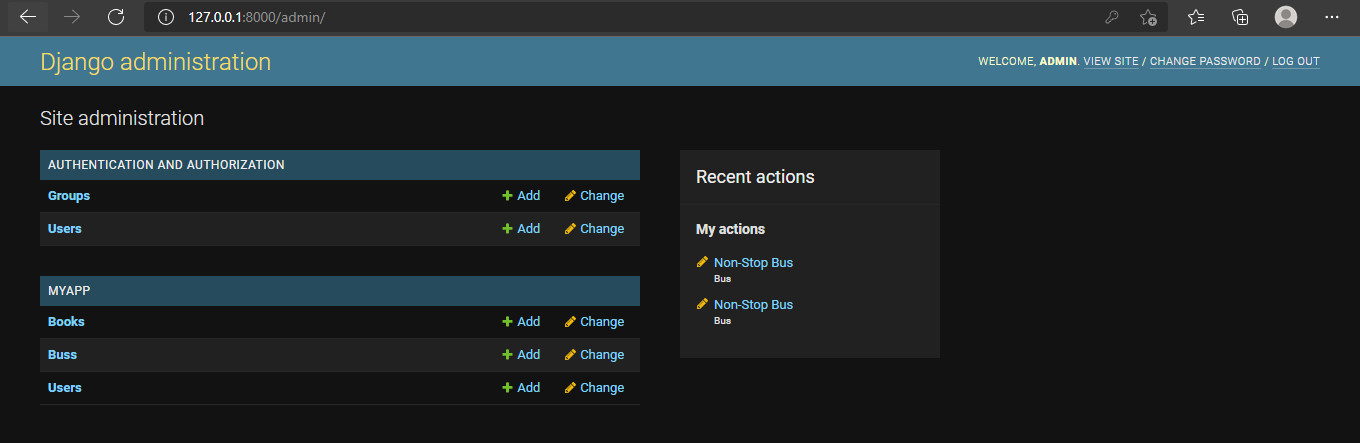 127.0.0.1:8000/admin/
Django administration
WELCOME, ADMIN. VIEW SITE / CHANGE PASSWORD / LOG OUT
Site administration
AUTHENTICATION AND AUTHORIZATION
Groups Add Change
Users Add Change
MYAPP
Books Add Change
Buss Add Change
Users Add Change
Recent actions
My actions
Non-Stop Bus
Bus
Non-Stop Bus
Bus